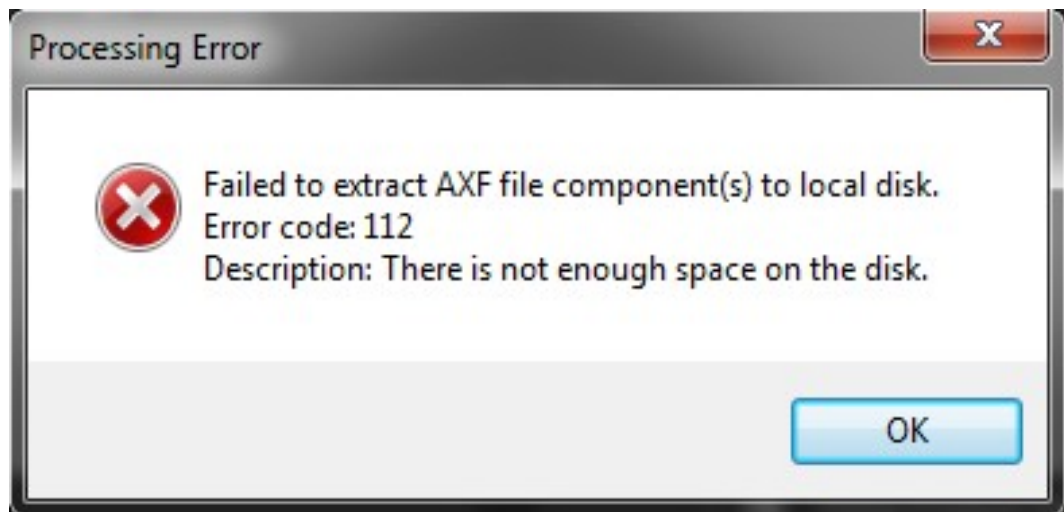 Processing Error
Failed to extract AXF file component(s) to local disk.
Error code: 112
Description: There is not enough space on the disk.
OK